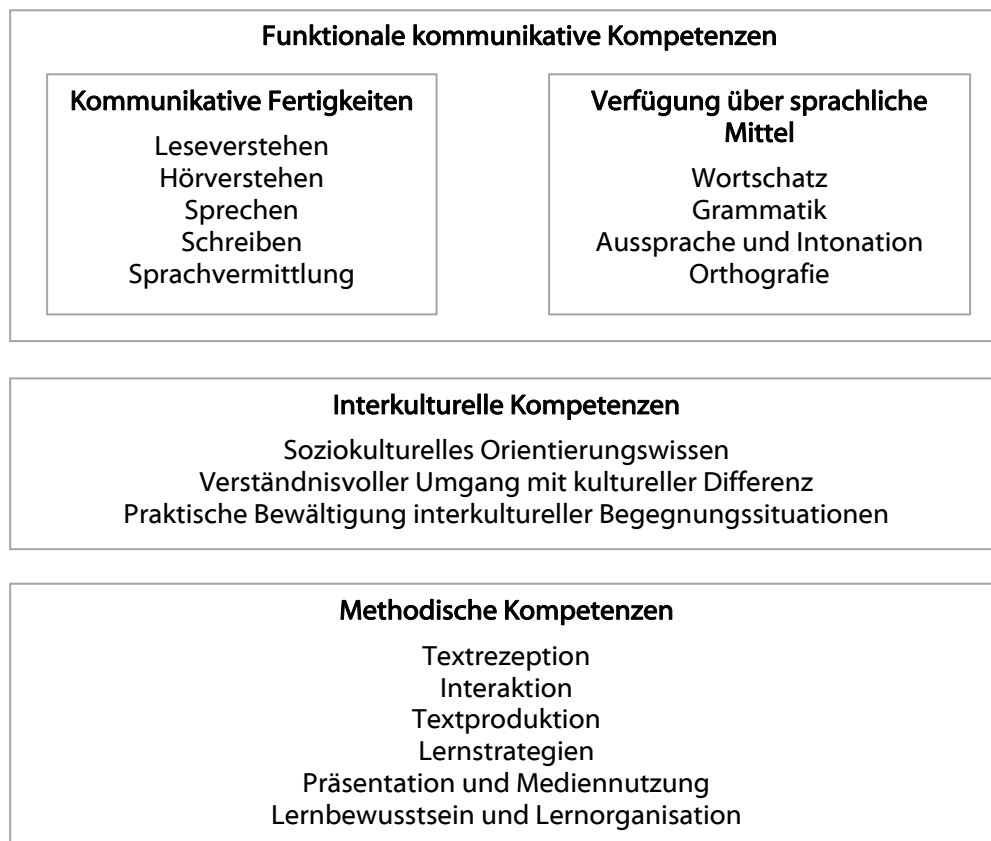 Funktionale kommunikative Kompetenzen
Kommunikative Fertigkeiten
Leseverstehen
Hörverstehen
Sprechen
Schreiben
Sprachvermittlung
Verfügung über sprachliche
Mittel
Wortschatz
Grammatik
Aussprache und Intonation
Orthografie
Interkulturelle Kompetenzen
Soziokulturelles Orientierungswissen
Verständnisvoller Umgang mit kultureller Differenz
Praktische Bewältigung interkultureller Begegnungssituationen
Methodische Kompetenzen
Textrezeption
Interaktion
Textproduktion
Lernstrategien
Präsentation und Mediennutzung
Lernbewusstsein und Lernorganisation